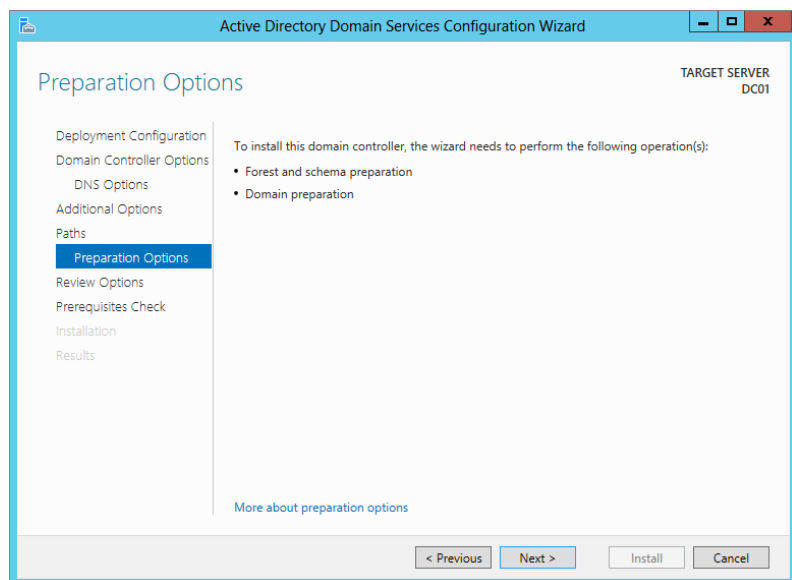 Active Directory Domain Services Configuration Wizard
Preparation Options
TARGET SERVER
DC01
Deployment Configuration
Domain Controller Options
DNS Options
Additional Options
Paths
Preparation Options
Review Options
Prerequisites Check
Installation
Results
To install this domain controller, the wizard needs to perform the following operation(s):
• Forest and schema preparation
• Domain preparation
More about preparation options
< Previous
Next >
Install
Cancel